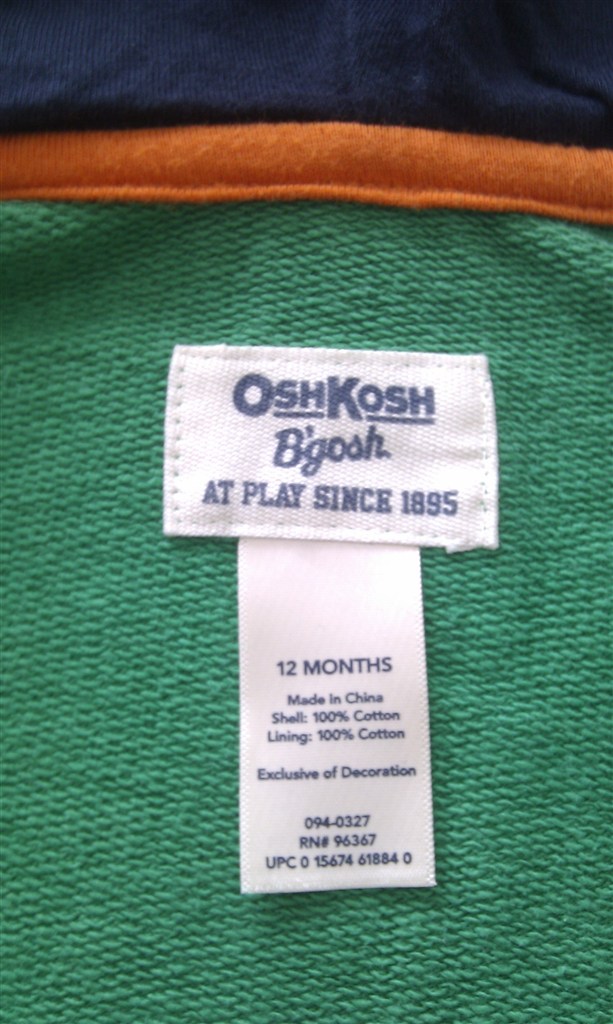 OSHKOSH
B'gosh
AT PLAY SINCE 1895
12 MONTHS
Made in China
Shell: 100% Cotton
Lining: 100% Cotton
Exclusive of Decoration
094-0327
RN# 96367
UPC 0 15674 61884 0